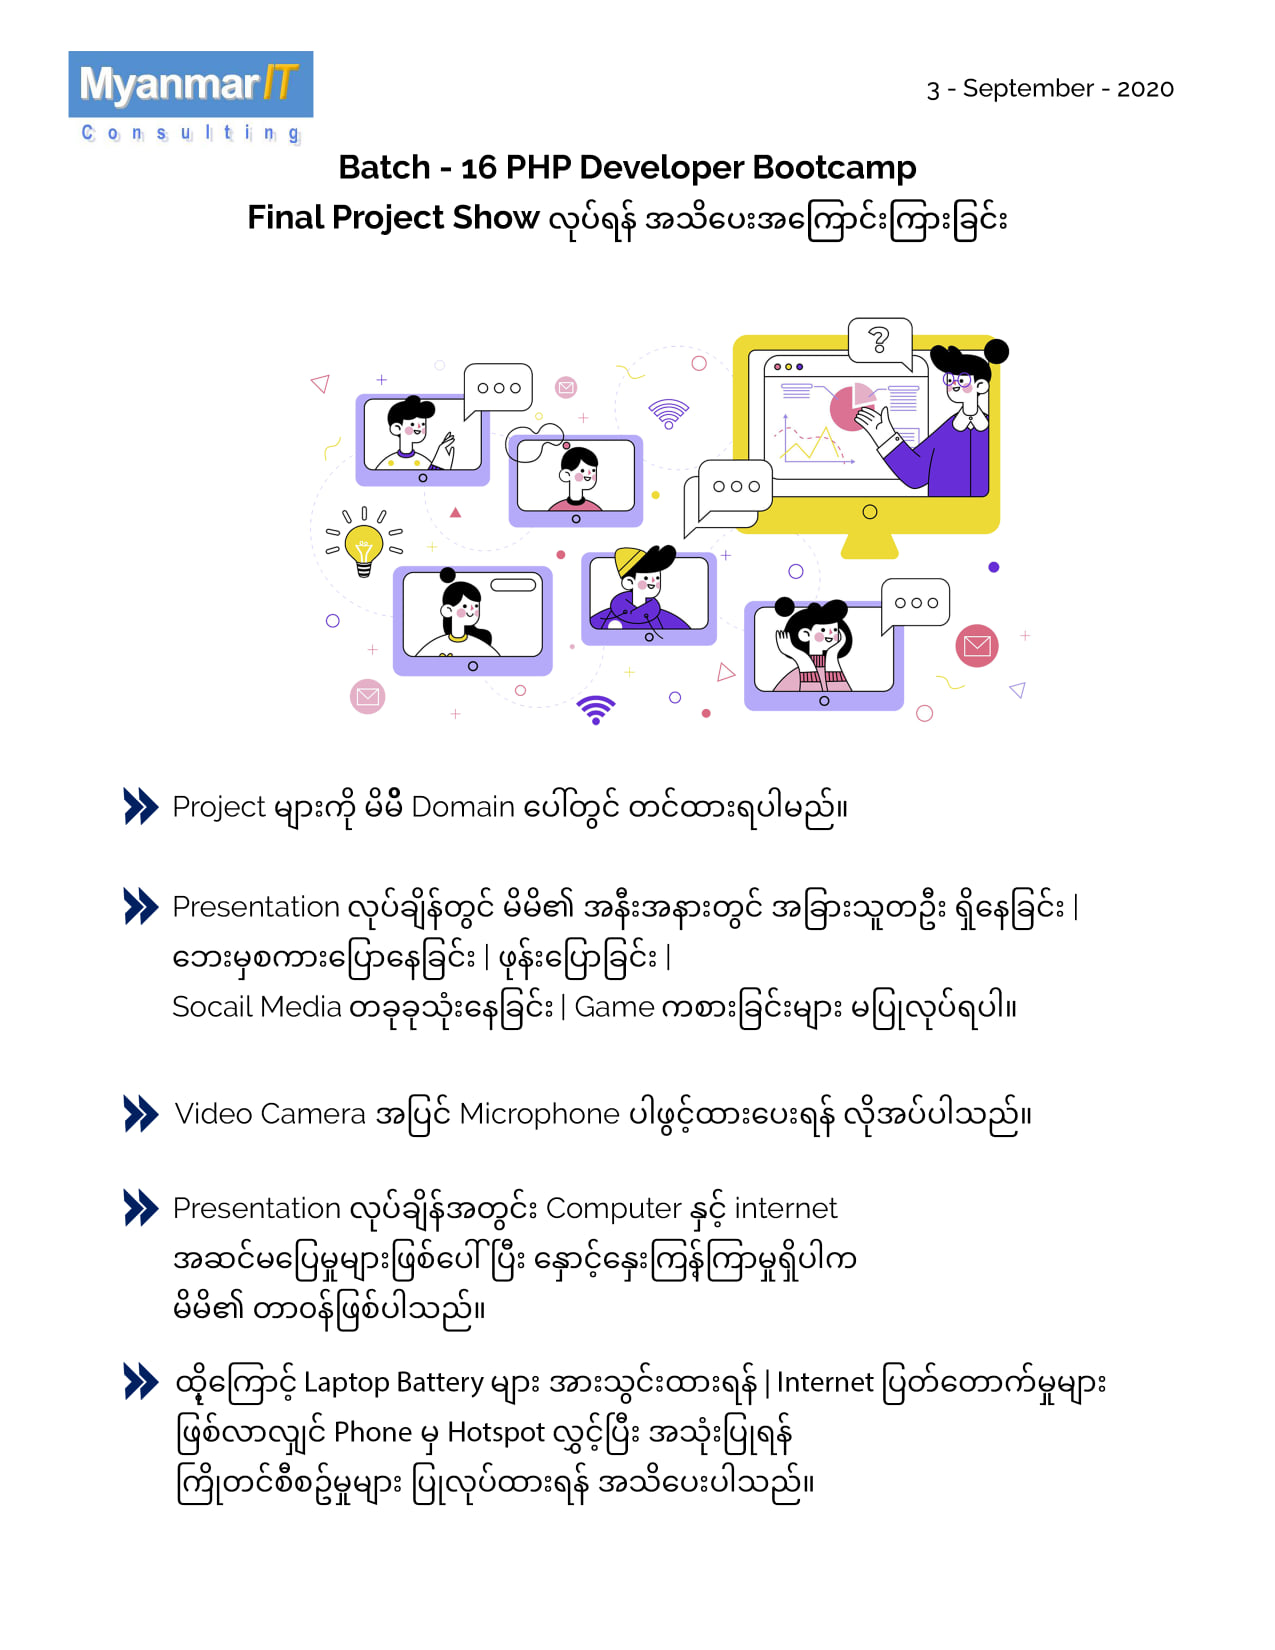 MyanmarIT
Consulting
3 - September - 2020
Batch - 16 PHP Developer Bootcamp
Final Project Show လုပ်ရန် အသိပေးအကြောင်းကြားခြင်း
?
Project များကို မိမိ Domain ပေါ်တွင် တင်ထားရပါမည်။
Presentation လုပ်ချိန်တွင် မိမိ၏ အနီးအနားတွင် အခြားသူတဦး ရှိနေခြင်း |
ဘေးမှစကားပြောနေခြင်း | ဖုန်းပြောခြင်း |
Socail Media တခုခုသုံးနေခြင်း | Game ကစားခြင်းများ မပြုလုပ်ရပါ။
Video Camera အပြင် Microphone ပါဖွင့်ထားပေးရန် လိုအပ်ပါသည်။
Presentation လုပ်ချိန်အတွင်း Computer နှင့် internet
အဆင်မပြေမှုများဖြစ်ပေါ်ပြီး နှောင့်နှေးကြန့်ကြာမှုရှိပါက
မိမိ၏ တာဝန်ဖြစ်ပါသည်။
ထို့ကြောင့် Laptop Battery များ အားသွင်းထားရန် | Internet ပြတ်တောက်မှုများ
ဖြစ်လာလျှင် Phone မှ Hotspot လွှင့်ပြီး အသုံးပြုရန်
ကြိုတင်စီစဥ်မှုများ ပြုလုပ်ထားရန် အသိပေးပါသည်။